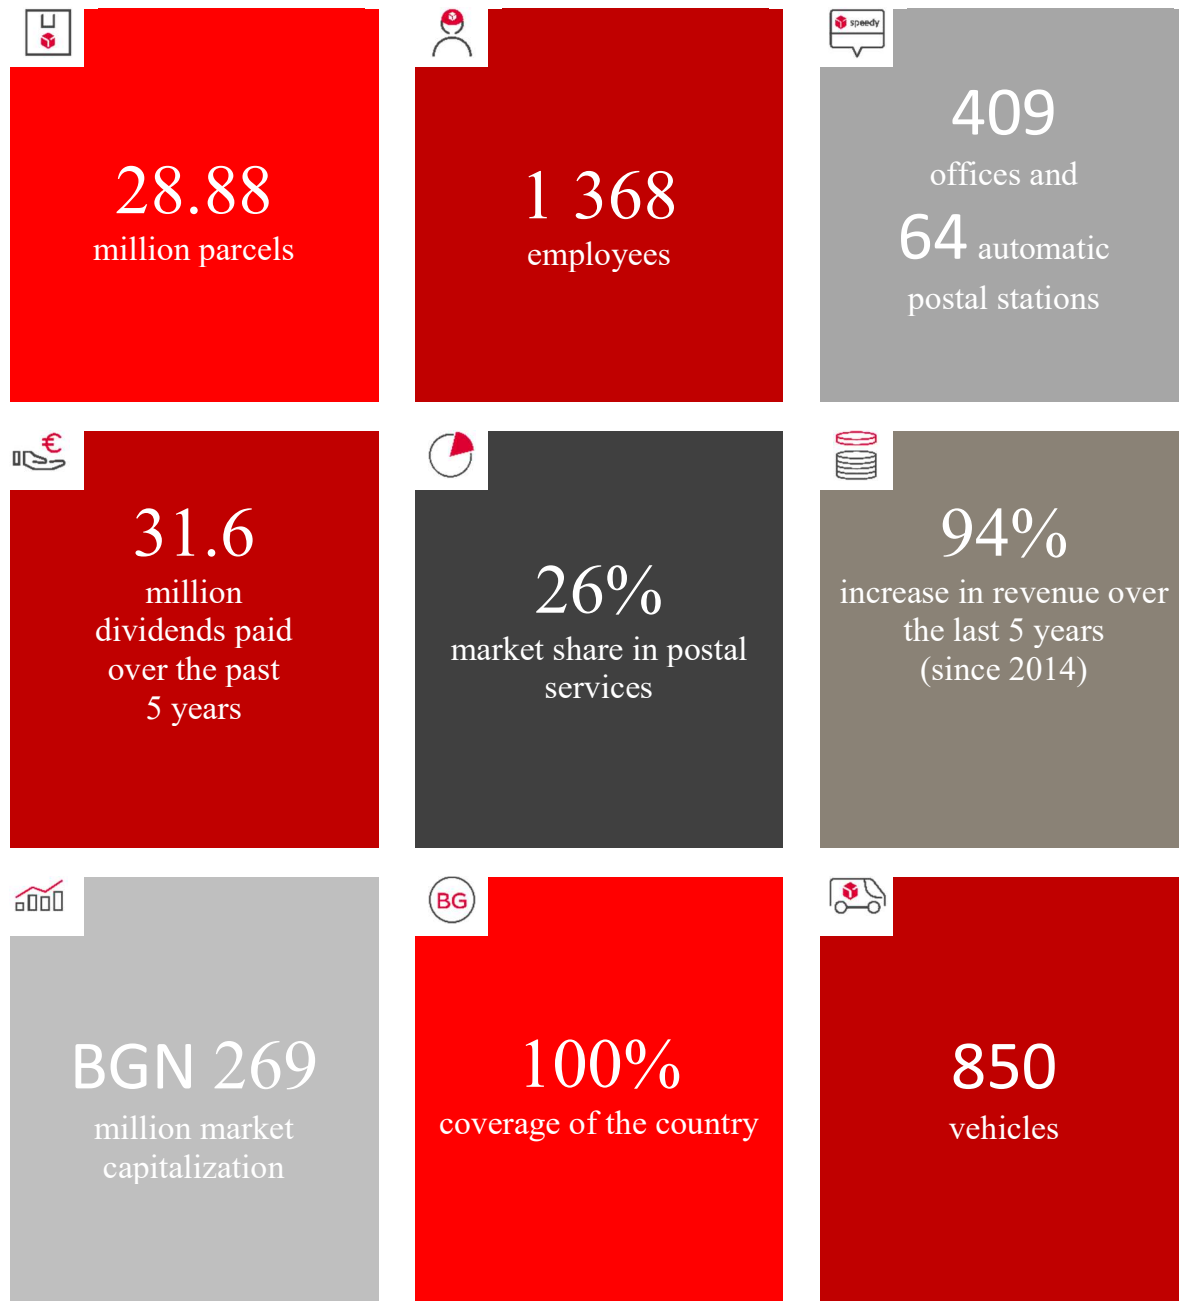 28.88
million parcels
1 368
employees
speedy
409
offices and
64 automatic
postal stations
€
31.6
million
dividends paid
over the past
5 years
26%
market share in postal
services
94%
increase in revenue over
the last 5 years
(since 2014)
BGN 269
million market
capitalization
BG
100%
coverage of the country
850
vehicles